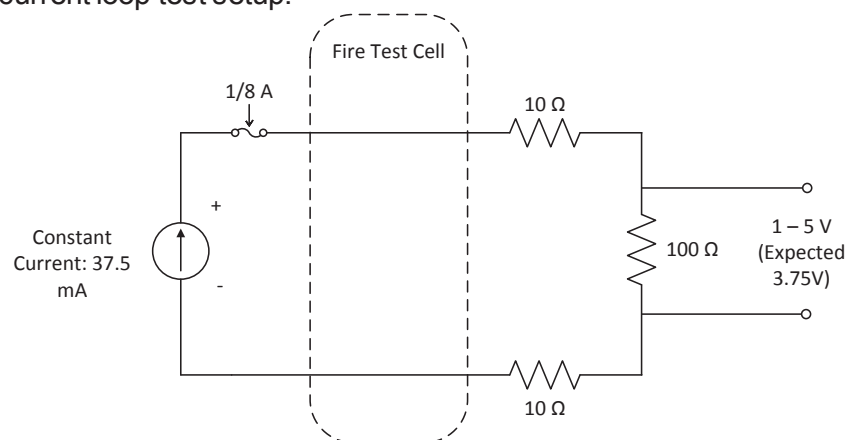 current loop test setup.
Fire Test Cell
1/8 A
10 Ω
+
Constant
Current: 37.5
mA
-
100 Ω
1 – 5 V
(Expected
3.75V)
10 Ω